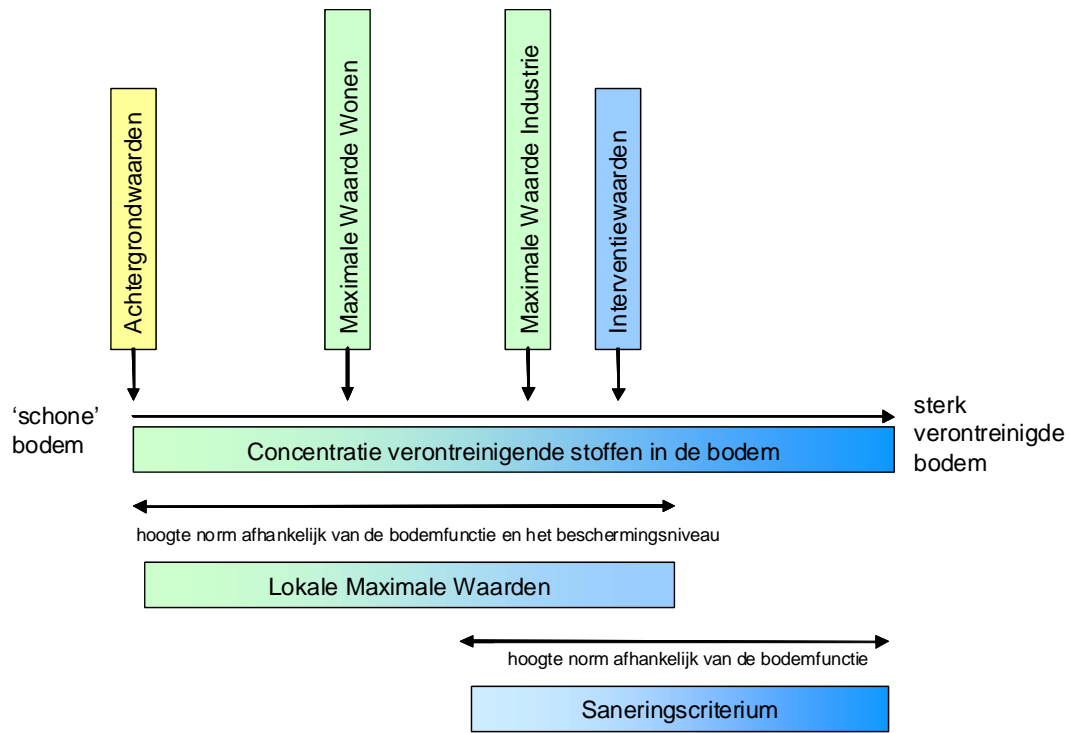 Achtergrondwaarden
Maximale Waarde Wonen
Maximale Waarde Industrie
Interventiewaarden
‘schone’
bodem
sterk
verontreinigde
bodem
Concentratie verontreinigende stoffen in de bodem
hoogte norm afhankelijk van de bodemfunctie en het beschermingsniveau
Lokale Maximale Waarden
hoogte norm afhankelijk van de bodemfunctie
Saneringscriterium